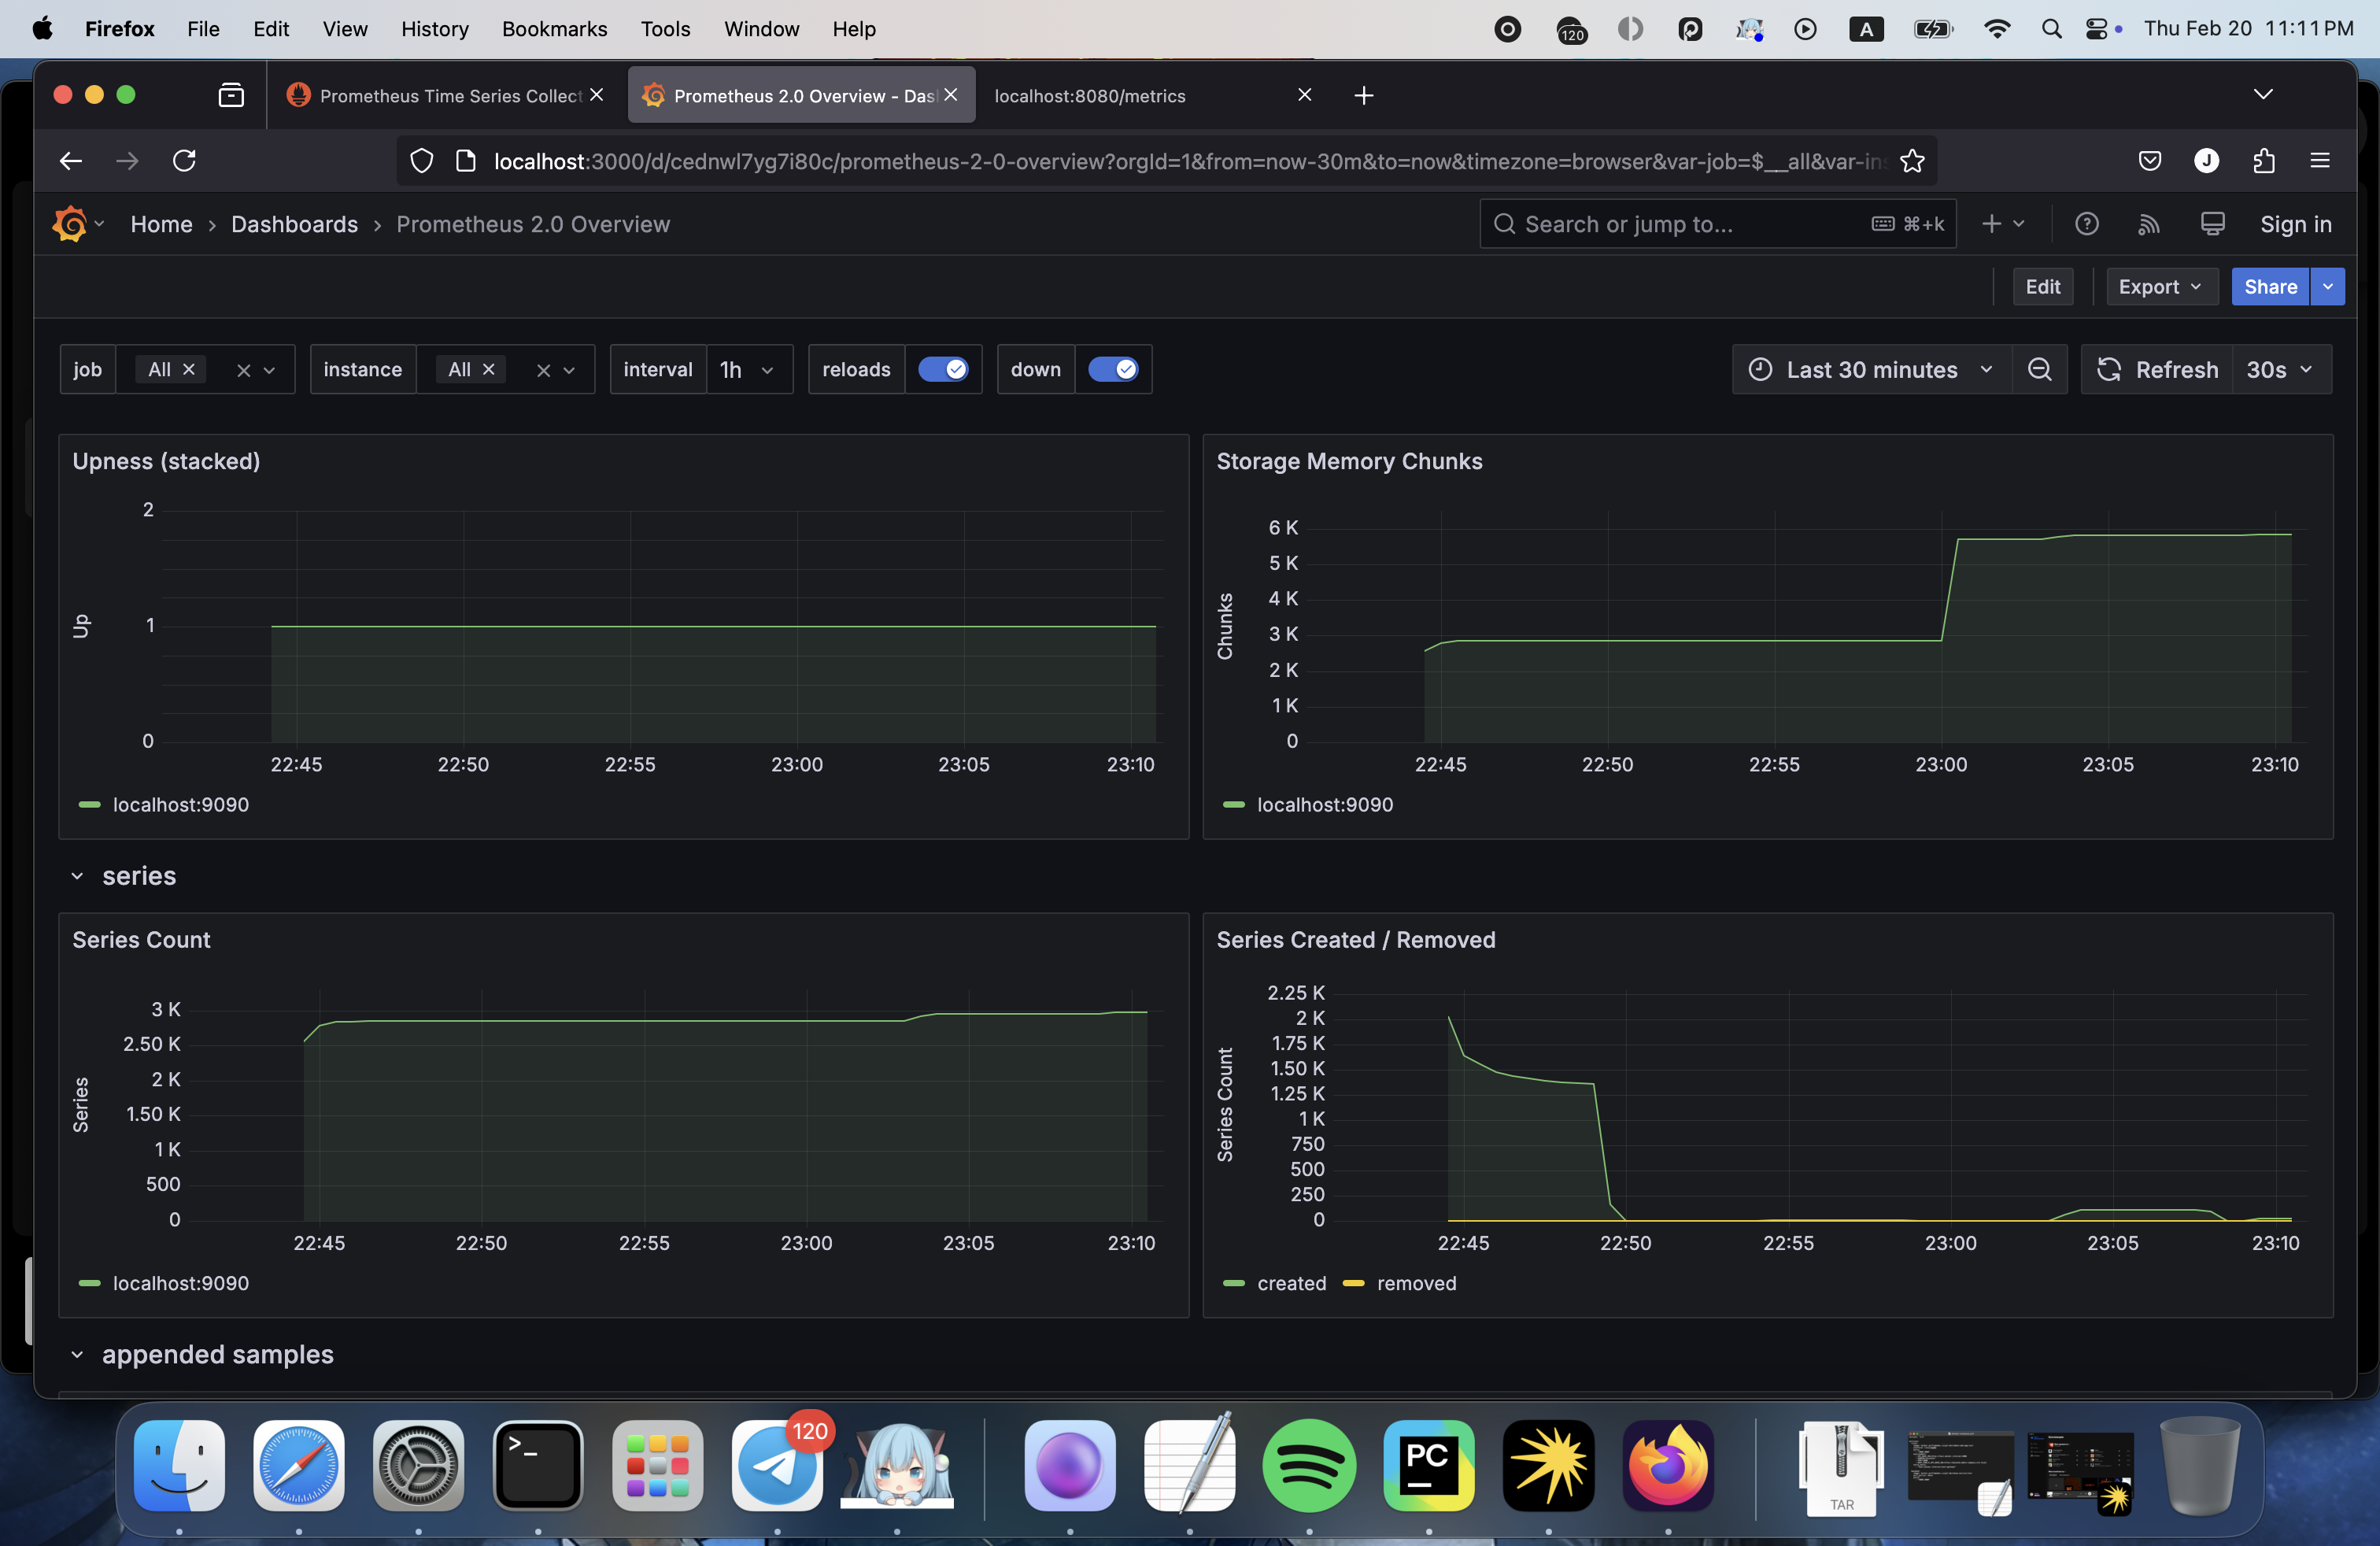 Firefox File Edit View History Bookmarks Tools Window Help 120 A Thu Feb 20 11:11 PM
Prometheus Time Series Collect Prometheus 2.0 Overview - Das localhost:8080/metrics
localhost:3000/d/cednwl7yg7i80c/prometheus-2-0-overview?orgId=1&from=now-30m&to=now&timezone=browser&var-job=$__all&var-in J
Home › Dashboards › Prometheus 2.0 Overview Search or jump to... ⌘+k Sign in
Edit Export Share
job All instance All interval 1h reloads down Last 30 minutes Refresh 30s
Upness (stacked)
Up
2
1
0
22:45 22:50 22:55 23:00 23:05 23:10
localhost:9090
Storage Memory Chunks
Chunks
6 K
5 K
4 K
3 K
2 K
1 K
0
22:45 22:50 22:55 23:00 23:05 23:10
localhost:9090
series
Series Count
Series
3 K
2.50 K
2 K
1.50 K
1 K
500
0
22:45 22:50 22:55 23:00 23:05 23:10
localhost:9090
Series Created / Removed
Series Count
2.25 K
2 K
1.75 K
1.50 K
1.25 K
1 K
750
500
250
0
22:45 22:50 22:55 23:00 23:05 23:10
created removed
appended samples
>_
120
PC
TAR